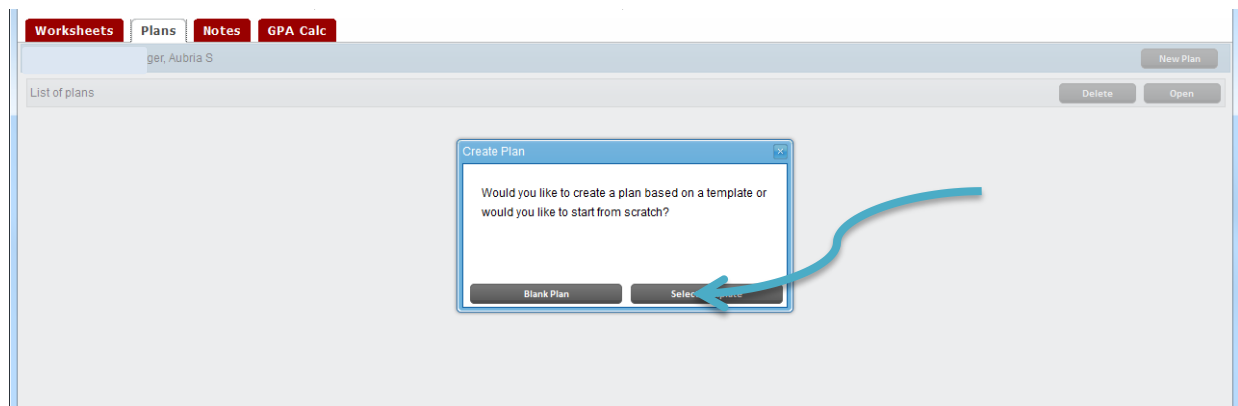 Worksheets Plans Notes GPA Calc
ger, Aubria S New Plan
List of plans Delete Open
Create Plan
Would you like to create a plan based on a template or
would you like to start from scratch?
Blank Plan